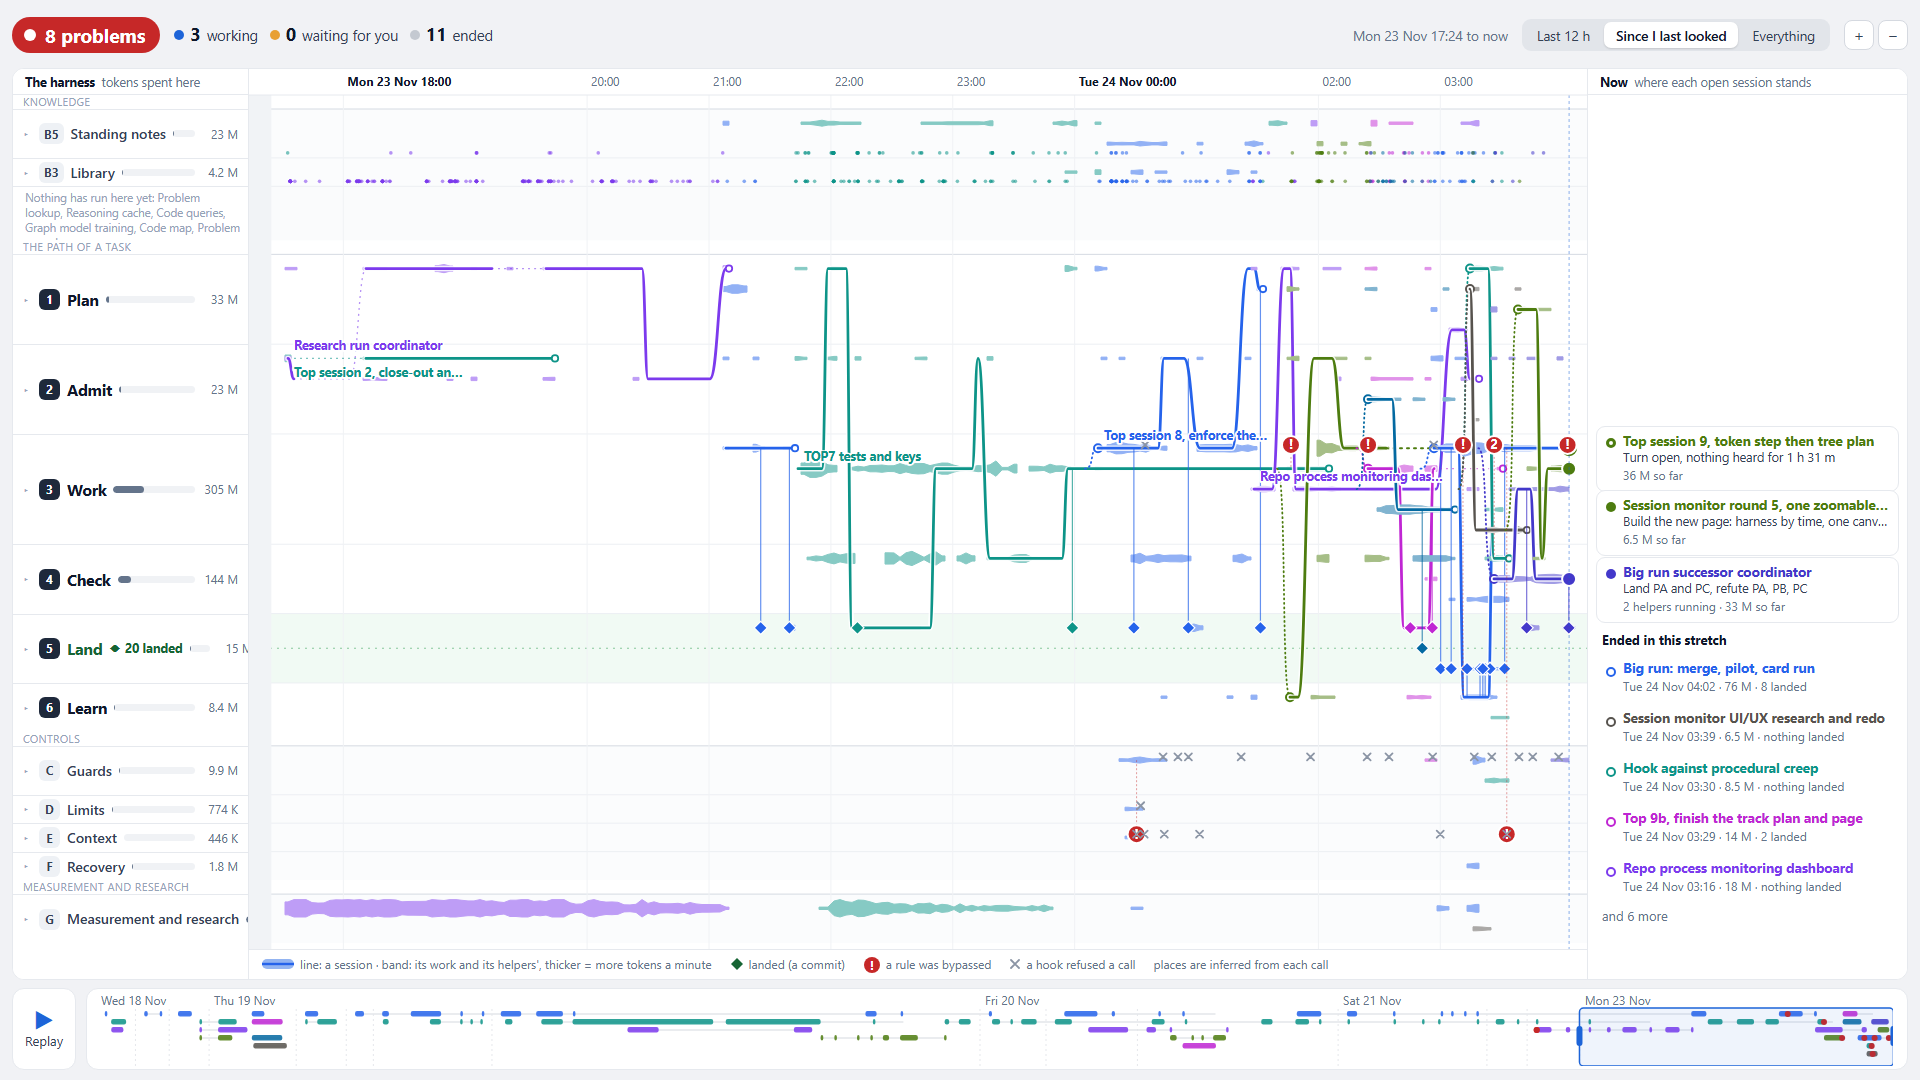 8 problems
3 working
0 waiting for you
11 ended
Mon 23 Nov 17:24 to now
Last 12 h
Since I last looked
Everything
+
−
The harness tokens spent here
Mon 23 Nov 18:00
20:00
21:00
22:00
23:00
Tue 24 Nov 00:00
02:00
03:00
Now where each open session stands
KNOWLEDGE
B5 Standing notes 23 M
B3 Library 4.2 M
Nothing has run here yet: Problem
lookup, Reasoning cache, Code queries,
Graph model training, Code map, Problem
THE PATH OF A TASK
1 Plan 33 M
2 Admit 23 M
3 Work 305 M
4 Check 144 M
5 Land 20 landed 15 M
6 Learn 8.4 M
CONTROLS
C Guards 9.9 M
D Limits 774 K
E Context 446 K
F Recovery 1.8 M
MEASUREMENT AND RESEARCH
G Measurement and research
Research run coordinator
Top session 2, close-out an…
TOP7 tests and keys
Top session 8, enforce the…
Repo process monitoring das…
!
!
!
2
!
Top session 9, token step then tree plan
Turn open, nothing heard for 1 h 31 m
36 M so far
Session monitor round 5, one zoomable…
Build the new page: harness by time, one canv…
6.5 M so far
Big run successor coordinator
Land PA and PC, refute PA, PB, PC
2 helpers running · 33 M so far
Ended in this stretch
Big run: merge, pilot, card run
Tue 24 Nov 04:02 · 76 M · 8 landed
Session monitor UI/UX research and redo
Tue 24 Nov 03:39 · 6.5 M · nothing landed
Hook against procedural creep
Tue 24 Nov 03:30 · 8.5 M · nothing landed
Top 9b, finish the track plan and page
Tue 24 Nov 03:29 · 14 M · 2 landed
Repo process monitoring dashboard
Tue 24 Nov 03:16 · 18 M · nothing landed
and 6 more
line: a session · band: its work and its helpers', thicker = more tokens a minute
landed (a commit)
! a rule was bypassed
a hook refused a call
places are inferred from each call
Replay
Wed 18 Nov
Thu 19 Nov
Fri 20 Nov
Sat 21 Nov
Mon 23 Nov